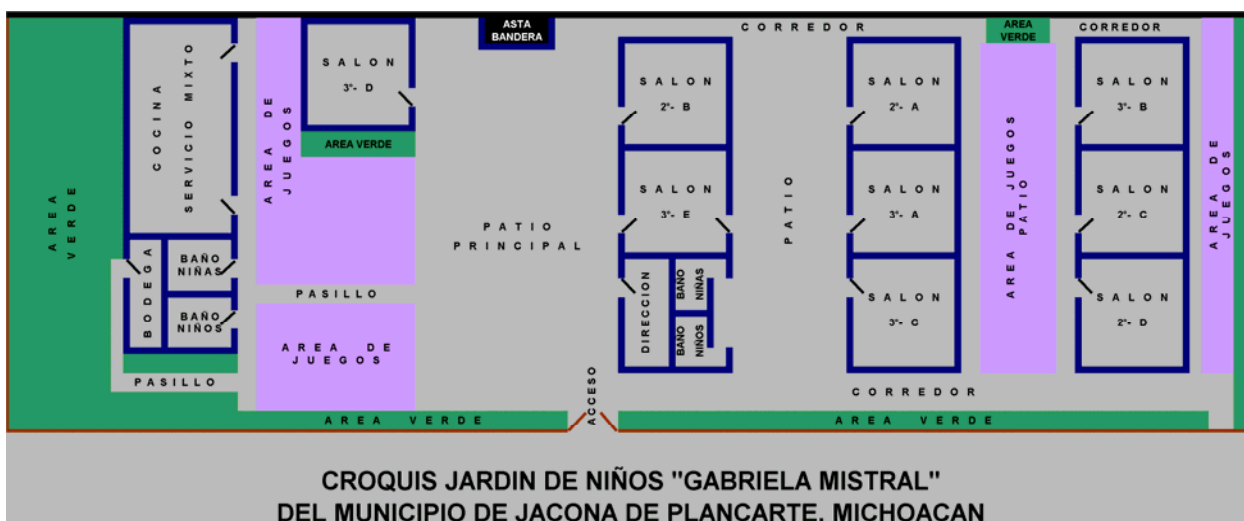 ASTA
BANDERA
CORREDOR
AREA
VERDE
CORREDOR
COCINA
SERVICIO MIXTO
AREA DE
JUEGOS
SALON
3°- D
AREA VERDE
SALON
2°- B
SALON
2°- A
SALON
3°- B
AREA
VERDE
PATIO
PRINCIPAL
SALON
3°- E
PATIO
SALON
3°- A
AREA DE JUEGOS
PATIO
SALON
2°- C
AREA DE
JUEGOS
BODEGA
BAÑO
NIÑAS
BAÑO
NIÑOS
PASILLO
PASILLO
AREA DE
JUEGOS
DIRECCION
BAÑO
NIÑAS
BAÑO
NIÑOS
SALON
3°- C
SALON
2°- D
CORREDOR
ACCESO
AREA VERDE
AREA VERDE
CROQUIS JARDIN DE NIÑOS "GABRIELA MISTRAL"
DEL MUNICIPIO DE JACONA DE PLANCARTE, MICHOACAN